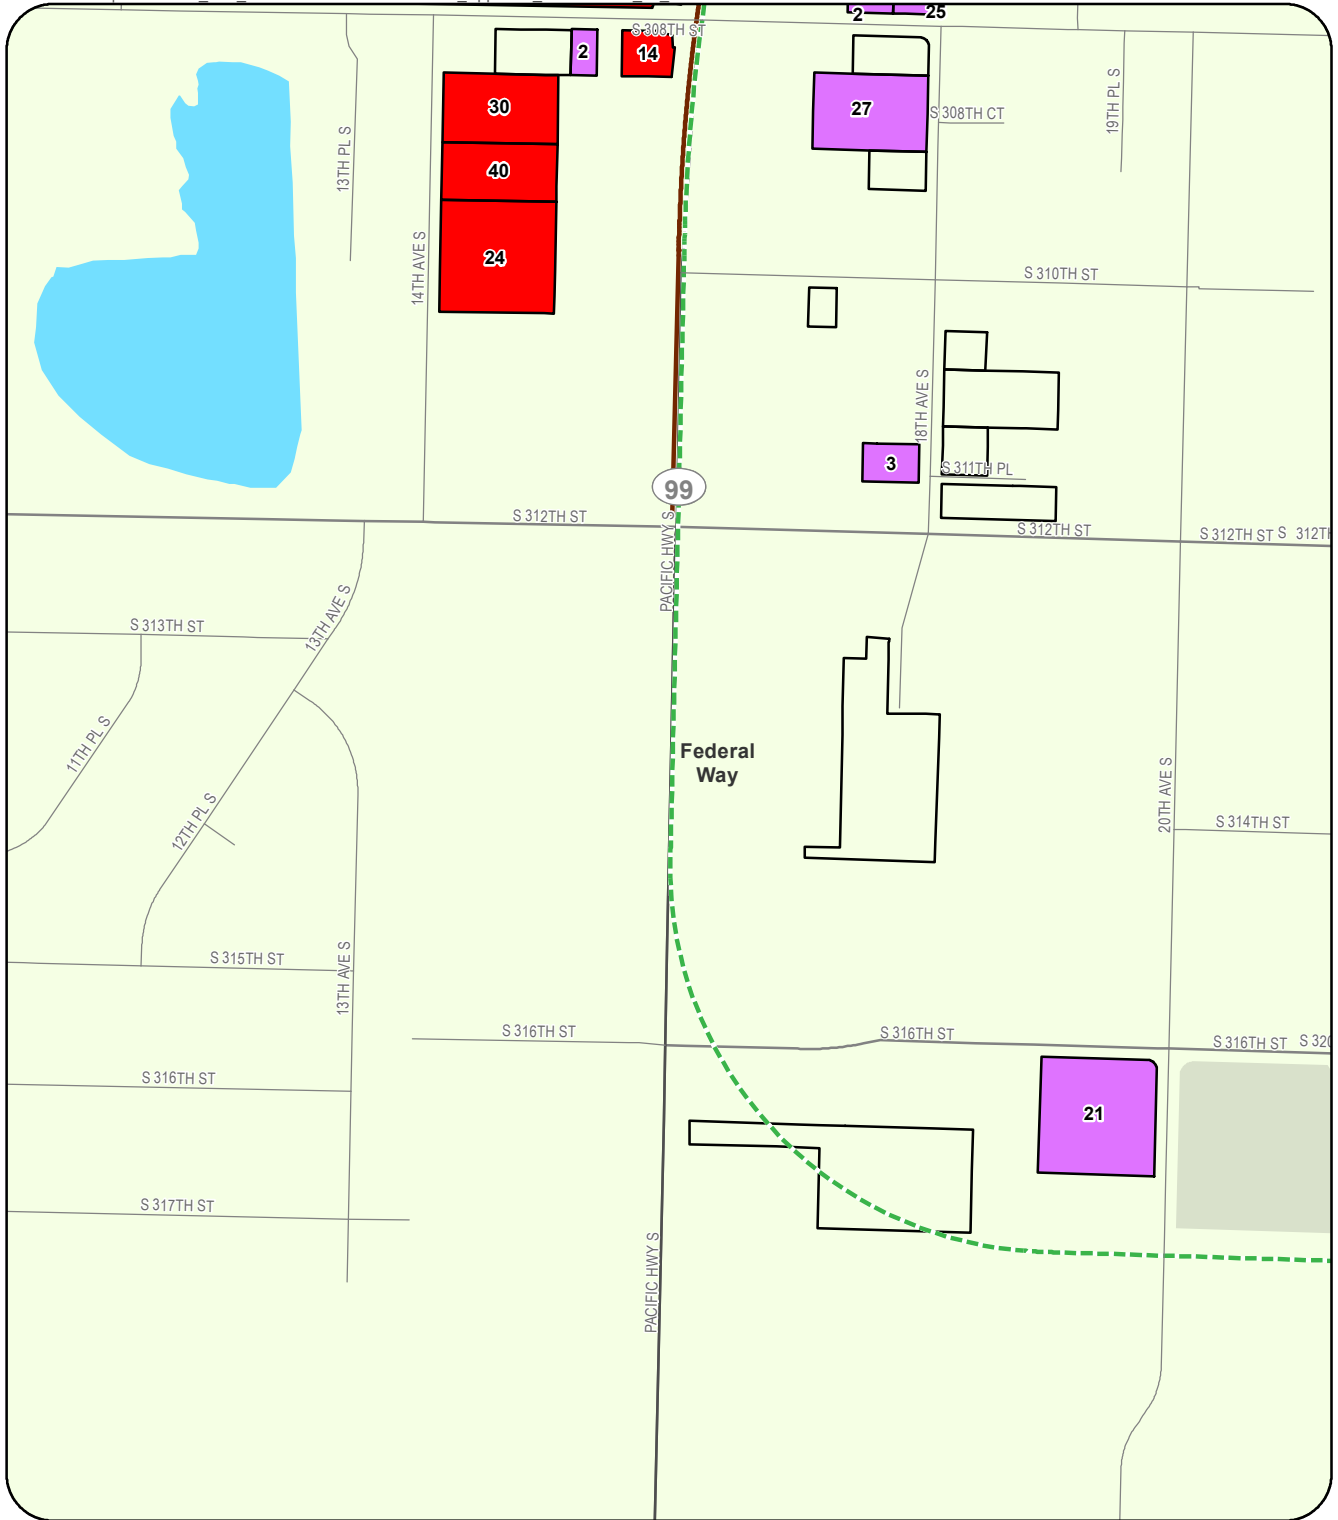 2
25
S 308TH ST
2
14
30
27
S 308TH CT
19TH PL S
13TH PL S
40
14TH AVE S
24
S 310TH ST
18TH AVE S
3
S 311TH PL
99
S 312TH ST
PACIFIC HWY S
S 312TH ST
S 312TH ST
S 312TH
13TH AVE S
S 313TH ST
11TH PL S
Federal
Way
12TH PL S
20TH AVE S
S 314TH ST
S 315TH ST
13TH AVE S
S 316TH ST
S 316TH ST
S 316TH ST
S 320
S 316TH ST
21
S 317TH ST
PACIFIC HWY S